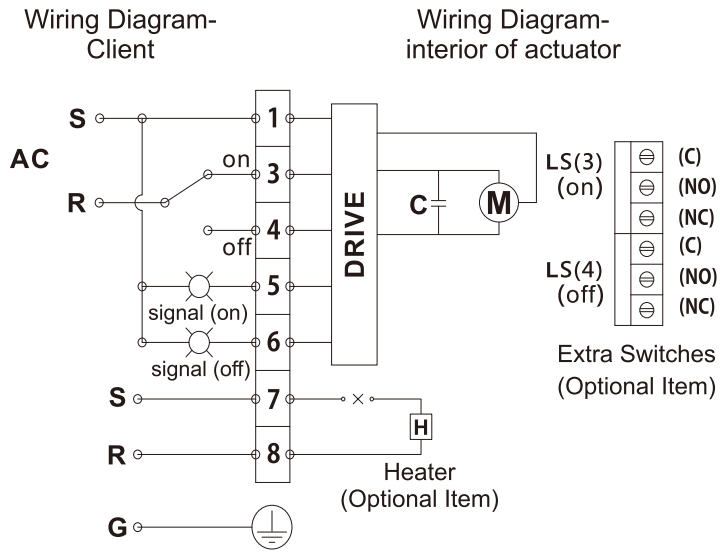 Wiring Diagram-
Client
Wiring Diagram-
interior of actuator
S
AC
R
on
off
signal (on)
signal (off)
S
R
G
1
3
4
5
6
7
8
DRIVE
C
M
H
Heater
(Optional Item)
LS(3)
(on)
(C)
(NO)
(NC)
LS(4)
(off)
(C)
(NO)
(NC)
Extra Switches
(Optional Item)